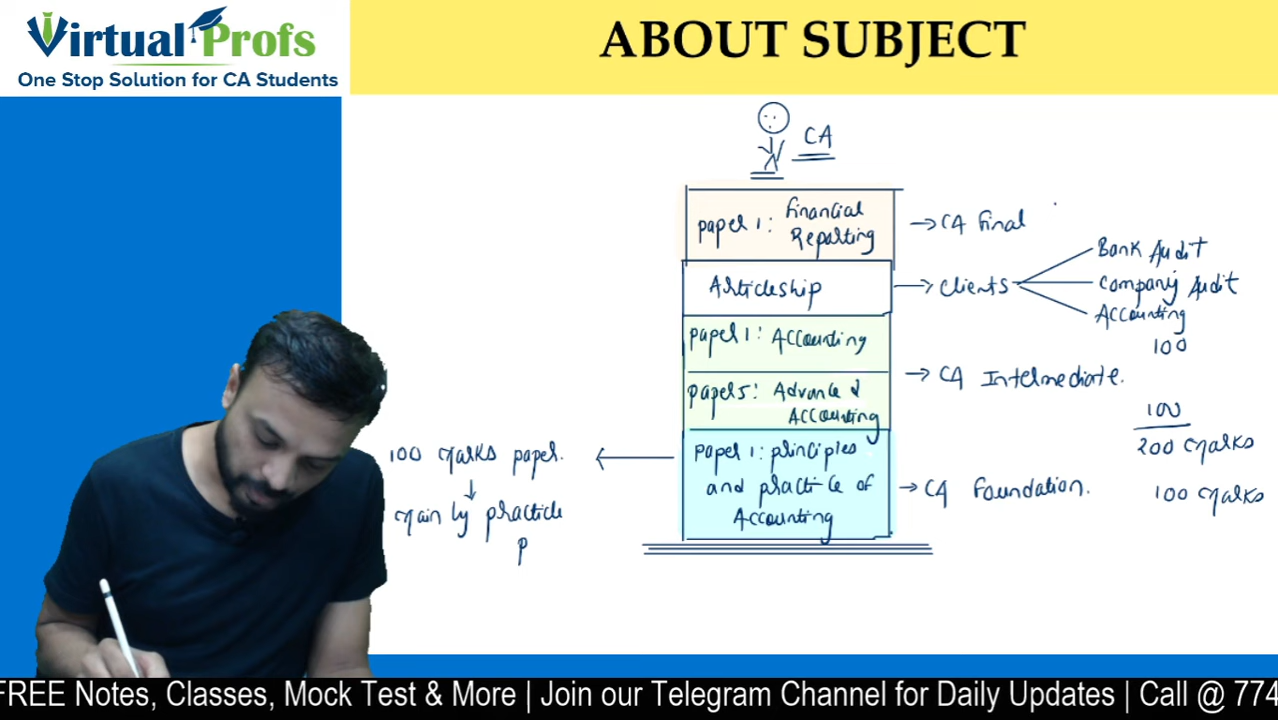 Virtual Profs
One Stop Solution for CA Students
ABOUT SUBJECT
CA
paper 1: Financial
Reporting
→ CA Final
Articleship
→ Clients
Bank Audit
Company Audit
Accounting
100
paper 1: Accounting
paper 5: Advance d
Accounting
→ CA Intermediate.
100
200 Marks
paper 1: principles
and practice of
Accounting
→ CA Foundation.
100 Marks
100 Marks paper.
Main ly practicle
p
FREE Notes, Classes, Mock Test & More | Join our Telegram Channel for Daily Updates | Call @ 774